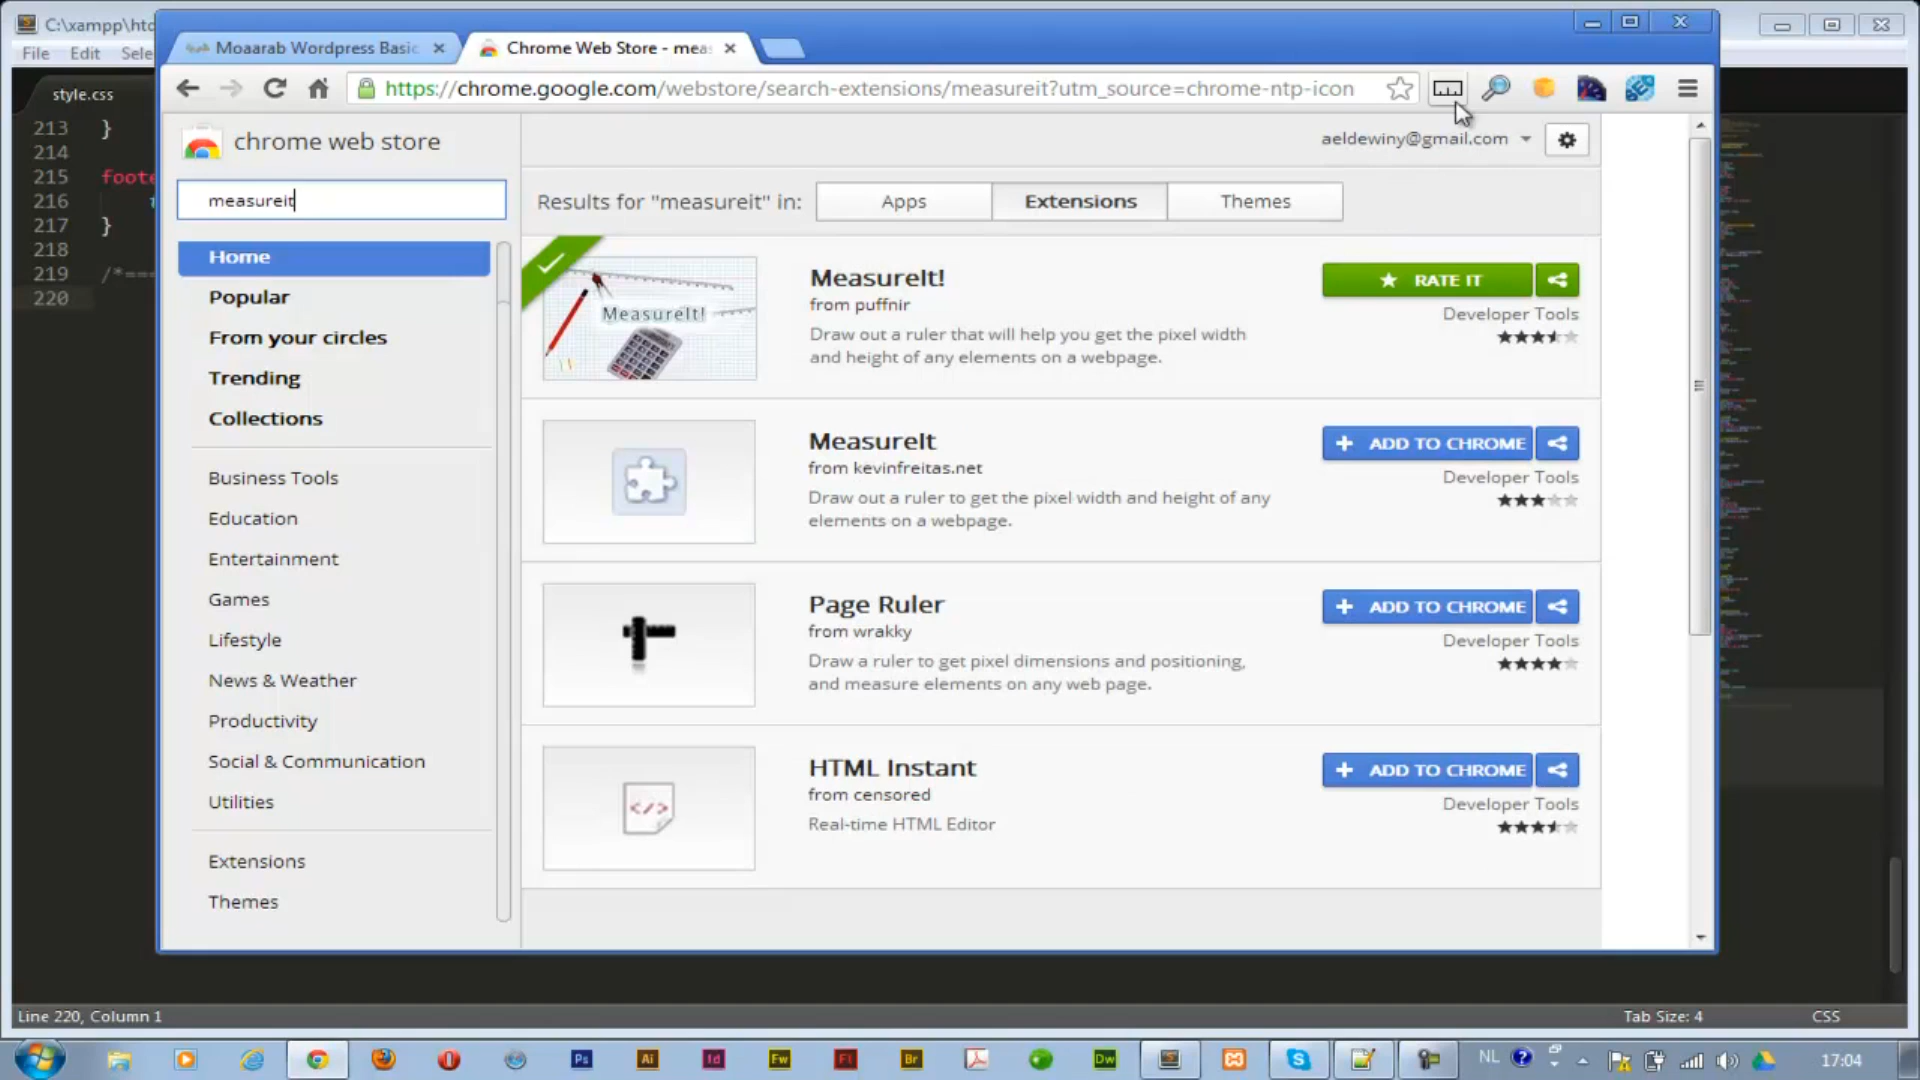 C:\xampp\htd
File Edit Sele
style.css
213 }
214
215 foote
216
217 }
218
219 /*==
220
Moaarab Wordpress Basic
Chrome Web Store - mea
https://chrome.google.com/webstore/search-extensions/measureit?utm_source=chrome-ntp-icon
chrome web store
aeldewiny@gmail.com
measureit
Results for "measureit" in: Apps Extensions Themes
Home
Popular
From your circles
Trending
Collections
Business Tools
Education
Entertainment
Games
Lifestyle
News & Weather
Productivity
Social & Communication
Utilities
Extensions
Themes
MeasureIt!
MeasureIt!
from puffnir
Draw out a ruler that will help you get the pixel width
and height of any elements on a webpage.
RATE IT
Developer Tools
MeasureIt
from kevinfreitas.net
Draw out a ruler to get the pixel width and height of any
elements on a webpage.
ADD TO CHROME
Developer Tools
Page Ruler
from wrakky
Draw a ruler to get pixel dimensions and positioning,
and measure elements on any web page.
ADD TO CHROME
Developer Tools
</>
HTML Instant
from censored
Real-time HTML Editor
ADD TO CHROME
Developer Tools
Line 220, Column 1
Tab Size: 4 CSS
Ps Ai Id Fw Fl Br Dw
NL 17:04